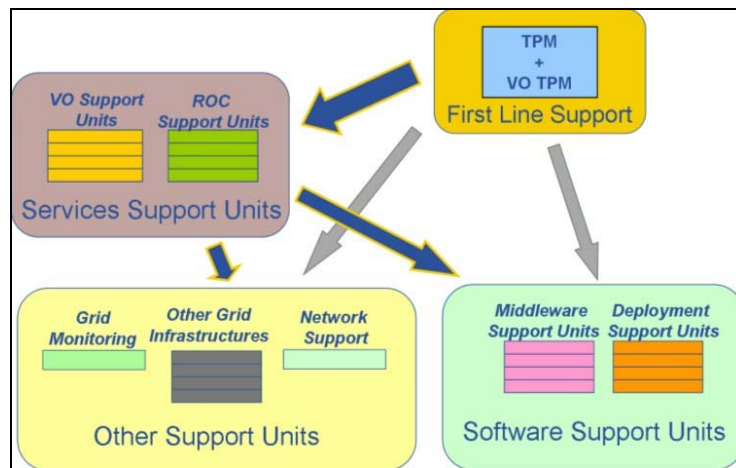 TPM
+
VO TPM
First Line Support
VO Support
Units
ROC
Support Units
Services Support Units
Grid
Monitoring
Other Grid
Infrastructures
Network
Support
Other Support Units
Middleware
Support Units
Deployment
Support Units
Software Support Units